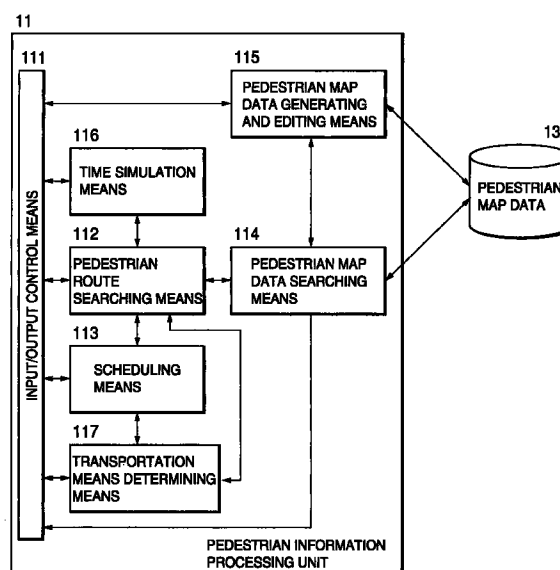 11
111
115
PEDESTRIAN MAP
DATA GENERATING
AND EDITING MEANS
13
PEDESTRIAN
MAP DATA
116
TIME SIMULATION
MEANS
112
PEDESTRIAN
ROUTE
SEARCHING MEANS
114
PEDESTRIAN MAP
DATA SEARCHING
MEANS
113
SCHEDULING
MEANS
117
TRANSPORTATION
MEANS DETERMINING
MEANS
INPUT/OUTPUT CONTROL MEANS
PEDESTRIAN INFORMATION
PROCESSING UNIT